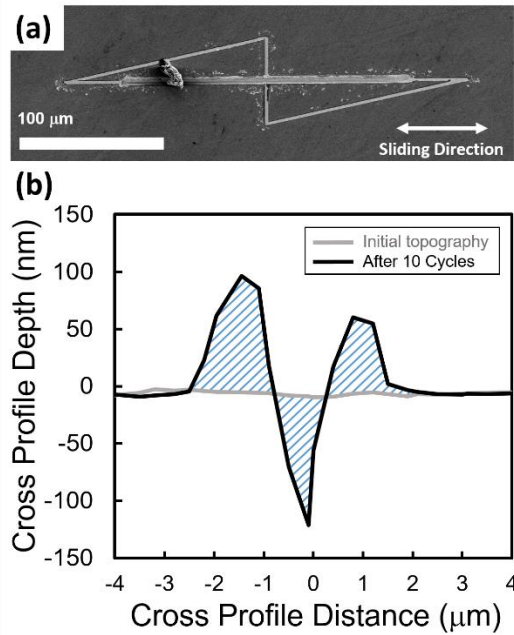 (a)
100 μm
Sliding Direction
(b)
Cross Profile Depth (nm)
150
100
50
0
-50
-100
-150
Initial topography
After 10 Cycles
-4 -3 -2 -1 0 1 2 3 4
Cross Profile Distance (μm)